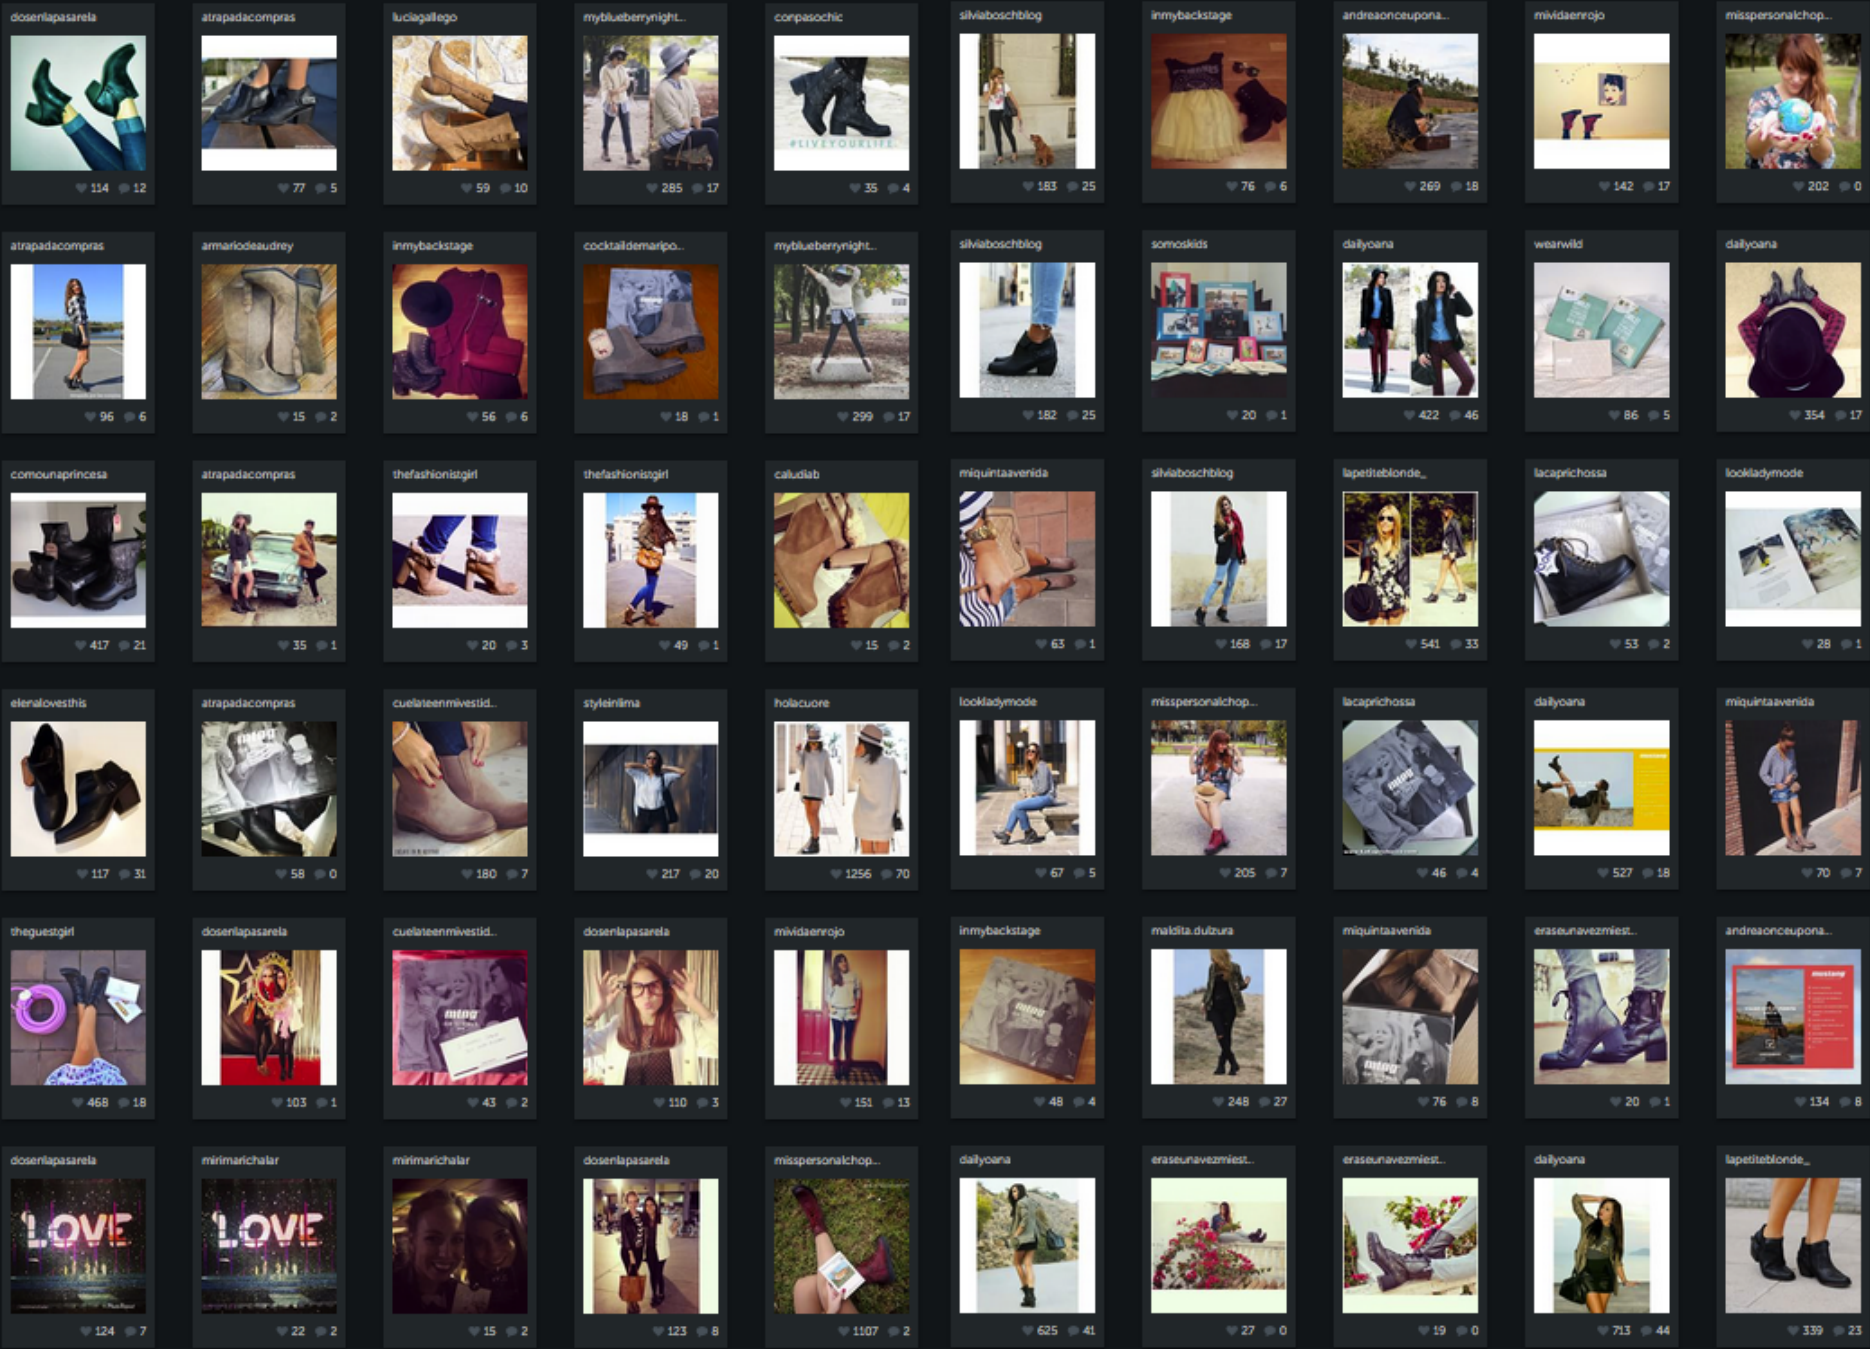 dosenlapasarela
atrapadacompras
luciagallego
myblueberrynight...
conpasochic
silviaboschblog
inmybackstage
andreaonceupona...
mividaenrojo
misspersonalchop...
#LIVEYOURLIFE
114 12
77 5
59 10
285 17
35 4
183 25
76 6
269 18
142 17
202 0
atrapadacompras
armariodeaudrey
inmybackstage
cocktaildemaripo...
myblueberrynight...
silviaboschblog
somoskids
dailyoana
wearwild
dailyoana
mtng
96 6
15 2
56 6
18 1
299 17
182 25
20 1
422 46
86 5
354 17
comounaprincesa
atrapadacompras
thefashionistgirl
thefashionistgirl
caludiab
miquintaavenida
silviaboschblog
lapetiteblonde_
lacaprichossa
lookladymode
417 21
35 1
20 3
49 1
15 2
63 1
168 17
541 33
53 2
28 1
elenalovesthis
atrapadacompras
cuelateenmivestid...
styleinlima
holacuore
lookladymode
misspersonalchop...
lacaprichossa
dailyoana
miquintaavenida
mtng
mtng
mustang
117 31
58 0
180 7
217 20
1256 70
67 5
205 7
46 4
527 18
70 7
theguestgirl
dosenlapasarela
cuelateenmivestid...
dosenlapasarela
mividaenrojo
inmybackstage
maldita.dulzura
miquintaavenida
eraseunavezmiest...
andreaonceupona...
mtng
mtng
mtng
mustang
468 18
103 1
43 2
110 3
151 13
48 4
248 27
76 8
20 1
134 8
dosenlapasarela
mirimarichalar
mirimarichalar
dosenlapasarela
misspersonalchop...
dailyoana
eraseunavezmiest...
eraseunavezmiest...
dailyoana
lapetiteblonde_
LOVE
LOVE
124 7
22 2
15 2
123 8
1107 2
625 41
27 0
19 0
713 44
339 23